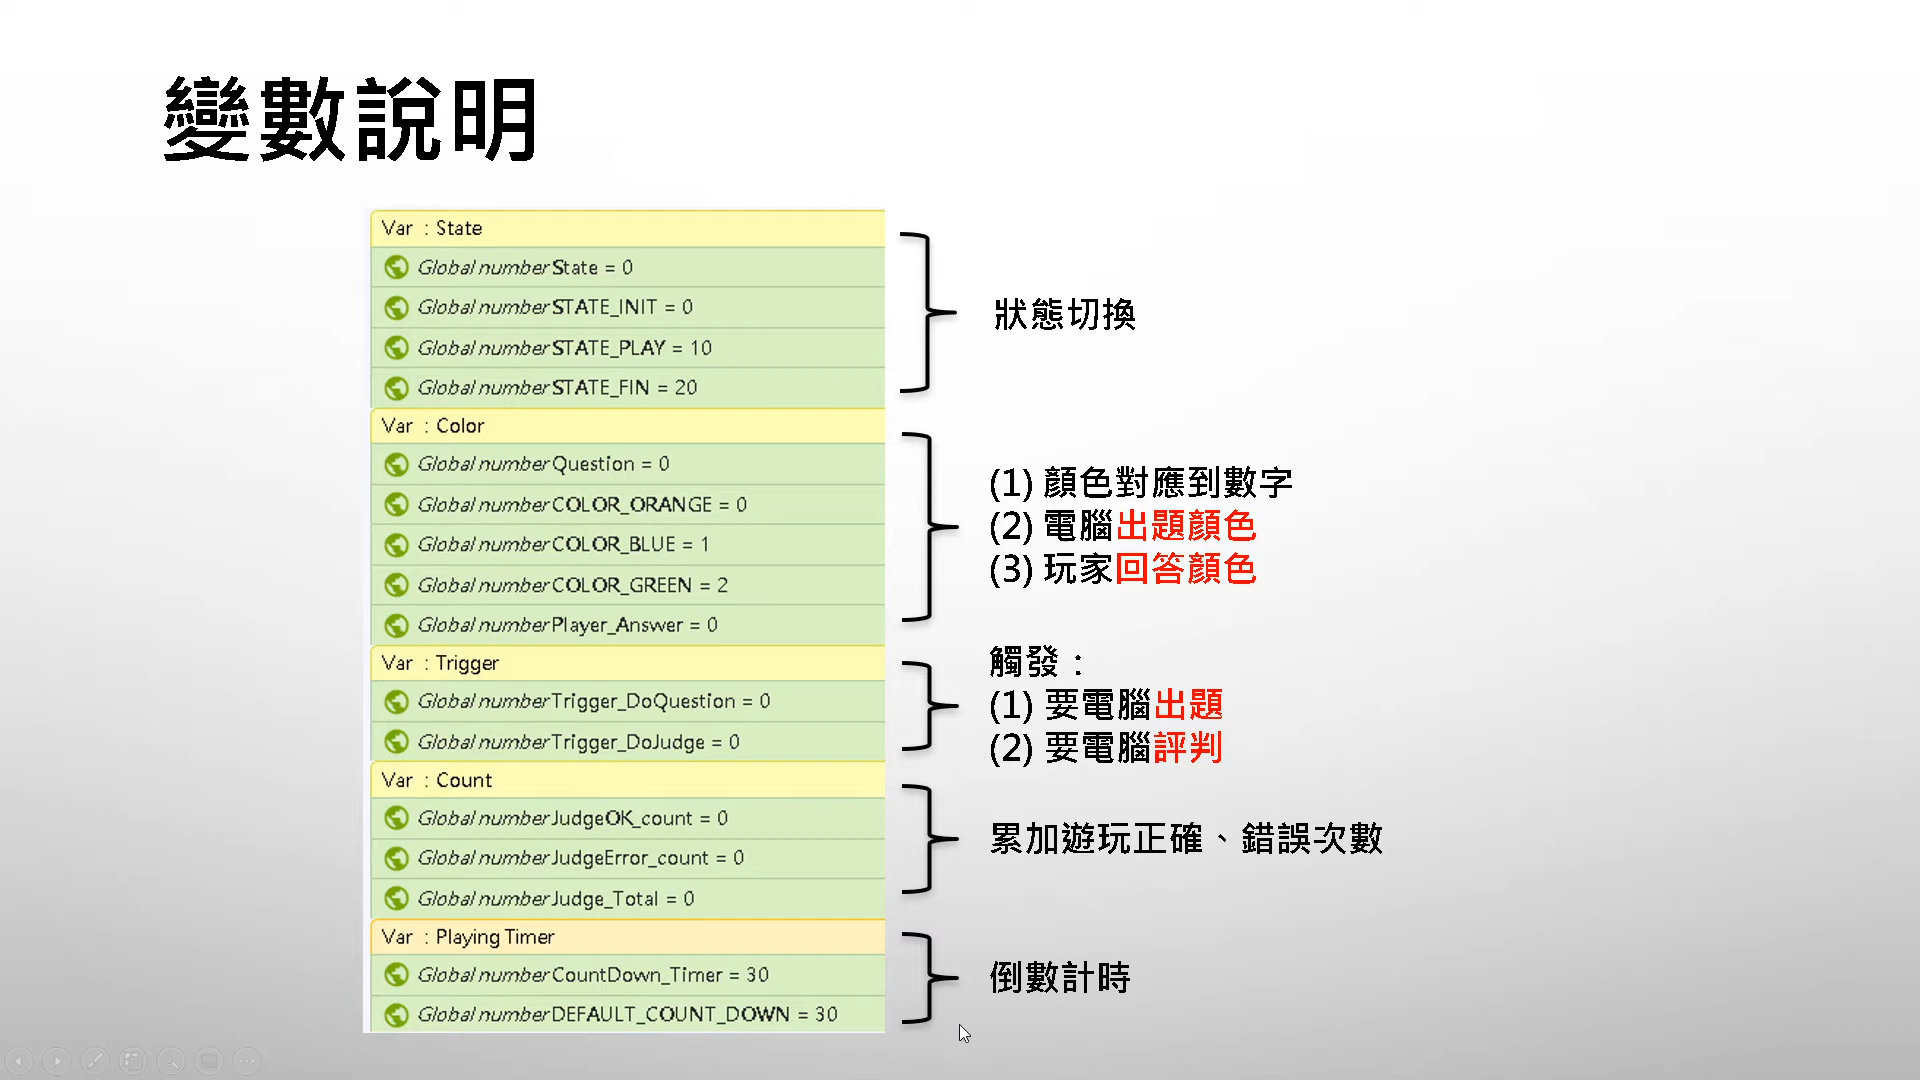 變數說明
Var : State
Global number State = 0
Global number STATE_INIT = 0
Global number STATE_PLAY = 10
Global number STATE_FIN = 20
狀態切換
Var : Color
Global number Question = 0
Global number COLOR_ORANGE = 0
Global number COLOR_BLUE = 1
Global number COLOR_GREEN = 2
Global number Player_Answer = 0
(1) 顏色對應到數字
(2) 電腦出題顏色
(3) 玩家回答顏色
Var : Trigger
Global number Trigger_DoQuestion = 0
Global number Trigger_DoJudge = 0
觸發：
(1) 要電腦出題
(2) 要電腦評判
Var : Count
Global number JudgeOK_count = 0
Global number JudgeError_count = 0
Global number Judge_Total = 0
累加遊玩正確、錯誤次數
Var : Playing Timer
Global number CountDown_Timer = 30
Global number DEFAULT_COUNT_DOWN = 30
倒數計時